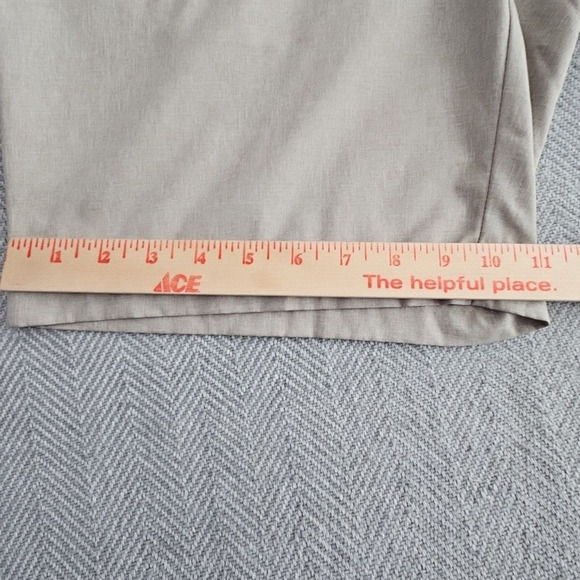 1 2 3 4 5 6 7 8 9 10 11
ACE The helpful place.